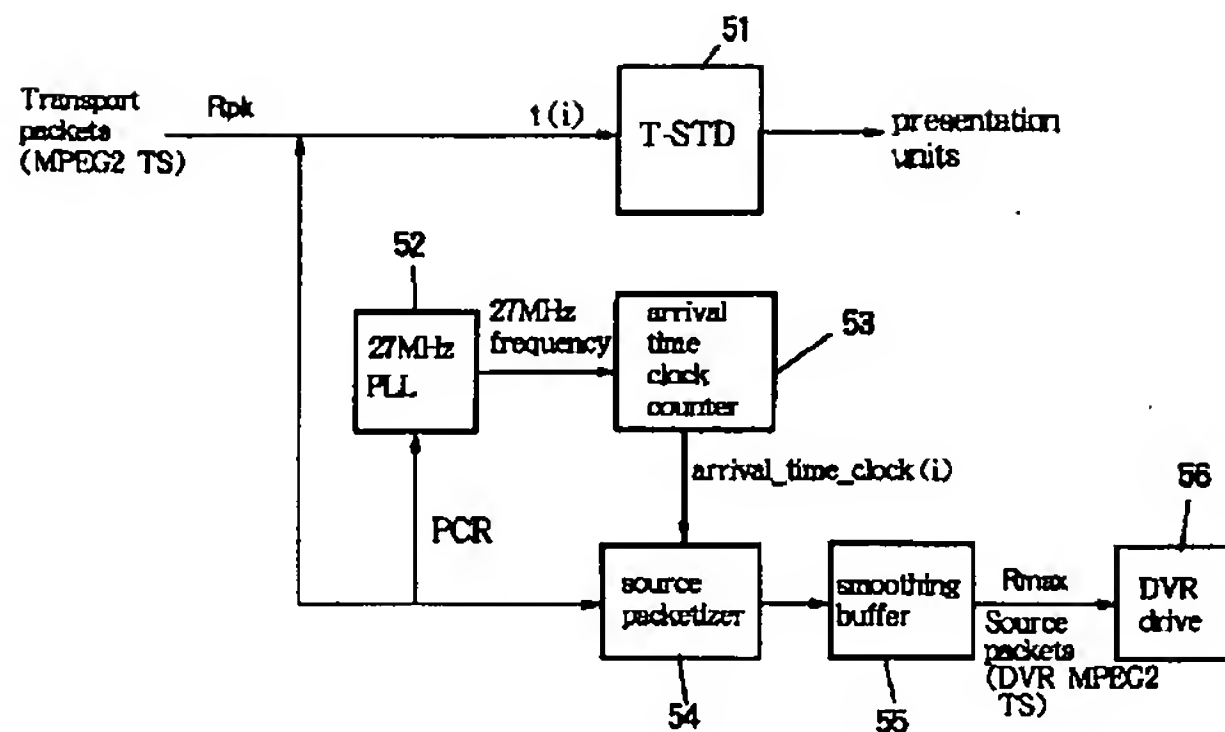 51
Transport
packets
(MPEG2 TS)
Rpk
t(i)
T-STD
presentation
units
52
27MHz
PLL
27MHz
frequency
arrival
time
clock
counter
53
arrival_time_clock(i)
PCR
source
packetizer
54
smoothing
buffer
55
Rmax
Source
packets
(DVR MPEG2
TS)
56
DVR
drive